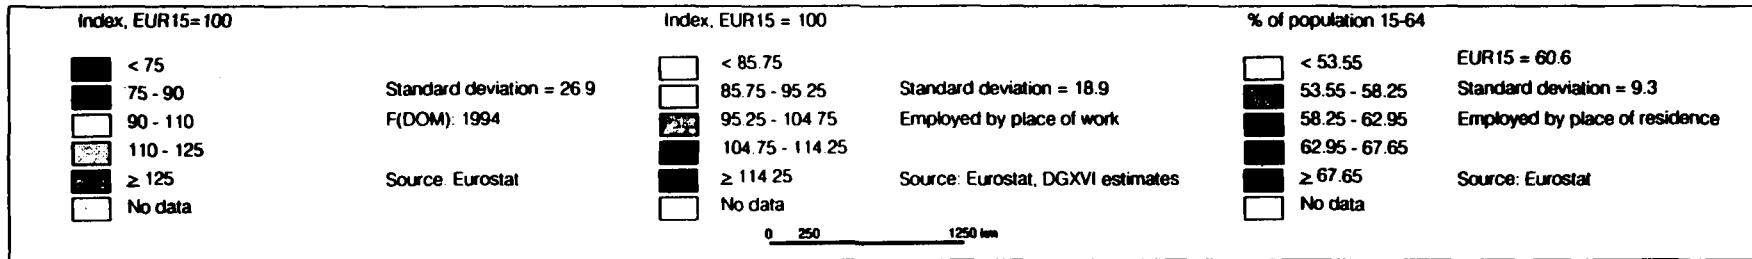 Index, EUR15=100
< 75
75 - 90
90 - 110
110 - 125
≥ 125
No data
Standard deviation = 26.9
F(DOM): 1994
Source: Eurostat
Index, EUR15 = 100
< 85.75
85.75 - 95.25
95.25 - 104.75
104.75 - 114.25
≥ 114.25
No data
Standard deviation = 18.9
Employed by place of work
Source: Eurostat, DGXVI estimates
% of population 15-64
< 53.55
53.55 - 58.25
58.25 - 62.95
62.95 - 67.65
≥ 67.65
No data
EUR15 = 60.6
Standard deviation = 9.3
Employed by place of residence
Source: Eurostat
0 250 1250 km